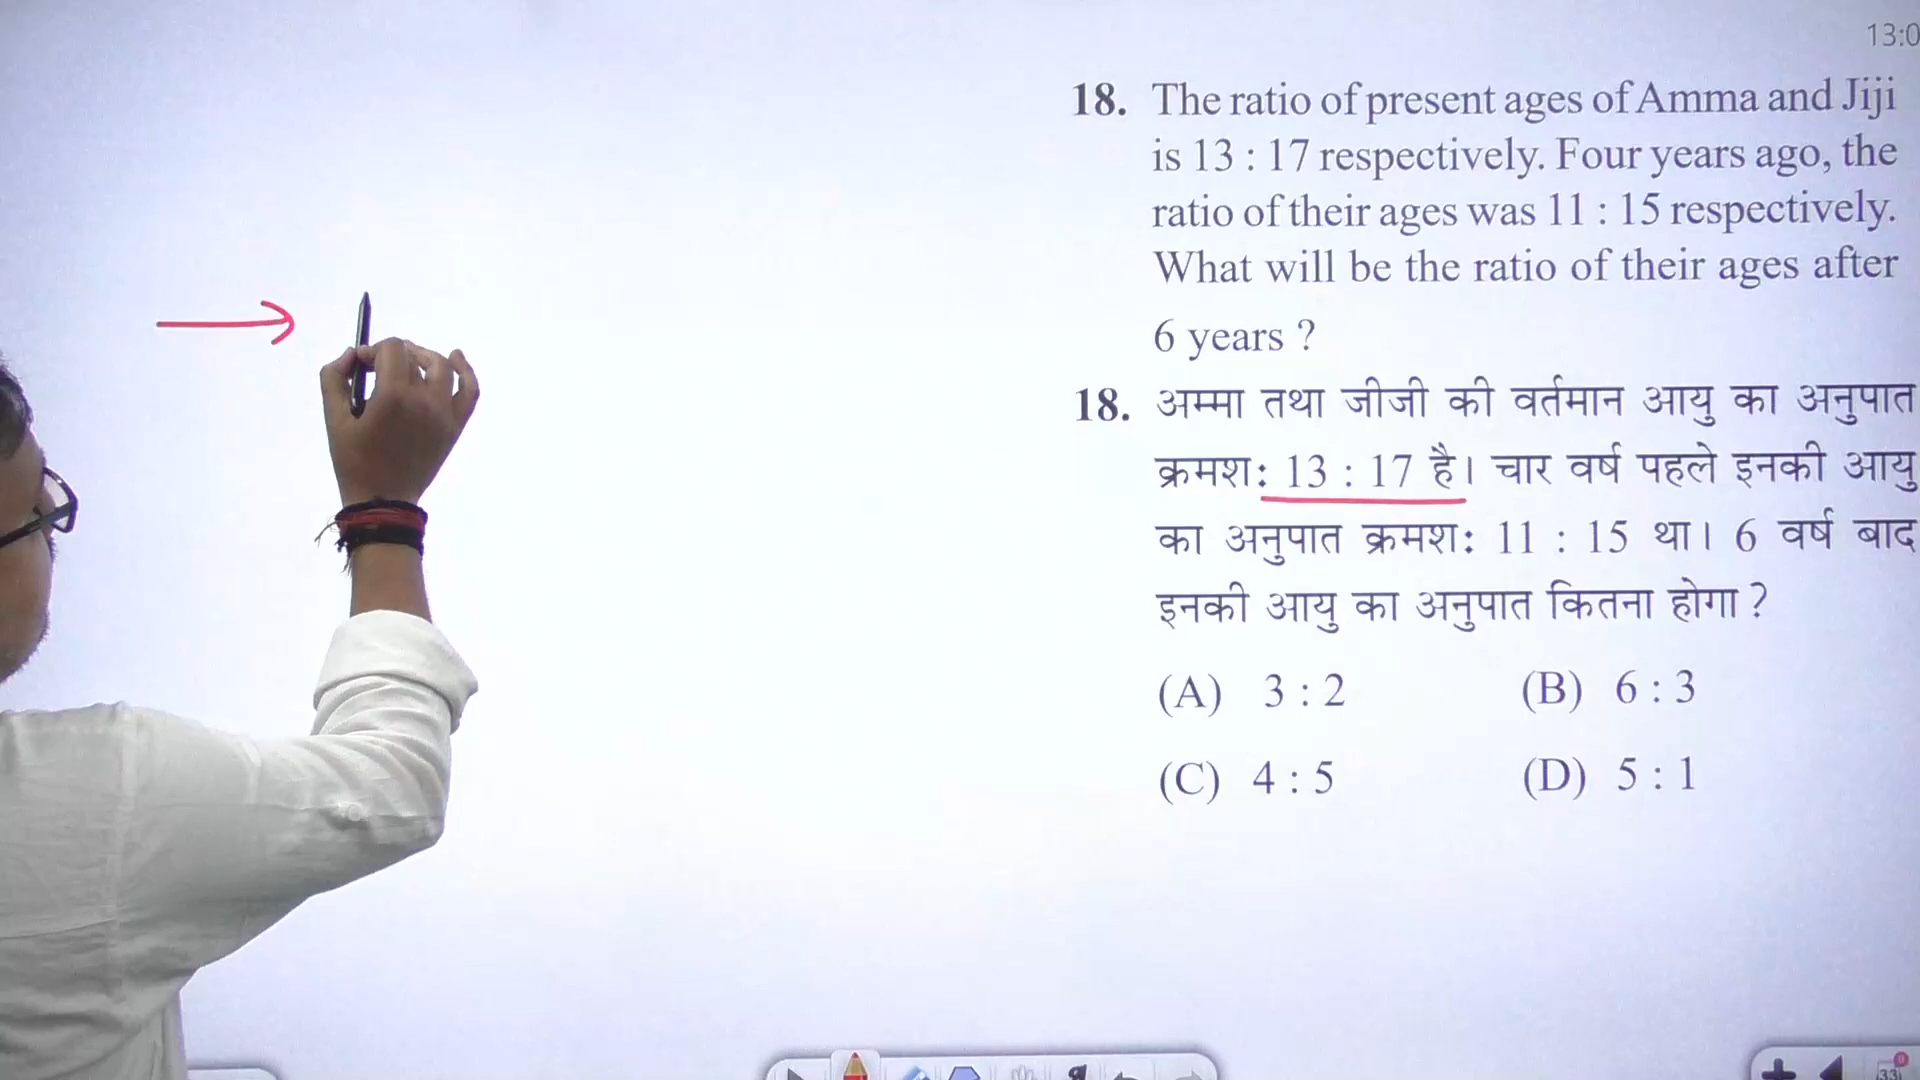 13:0
18. The ratio of present ages of Amma and Jiji
is 13 : 17 respectively. Four years ago, the
ratio of their ages was 11 : 15 respectively.
What will be the ratio of their ages after
6 years ?
18. अम्मा तथा जीजी की वर्तमान आयु का अनुपात
क्रमशः 13 : 17 है। चार वर्ष पहले इनकी आयु
का अनुपात क्रमशः 11 : 15 था। 6 वर्ष बाद
इनकी आयु का अनुपात कितना होगा ?
(A) 3 : 2 (B) 6 : 3
(C) 4 : 5 (D) 5 : 1